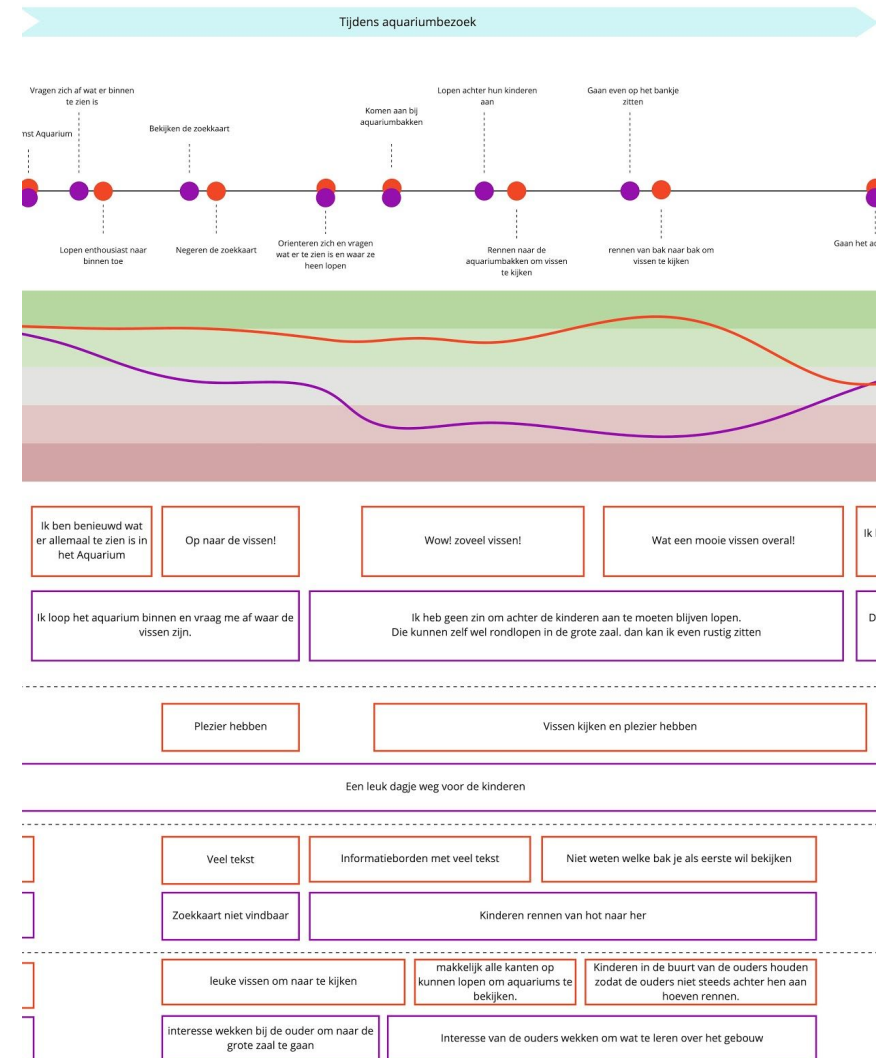 Tijdens aquariumbezoek
Vragen zich af wat er binnen
te zien is
Aquarium
Bekijken de zoekkaart
Komen aan bij
aquariumbakken
Lopen achter hun kinderen
aan
Gaan even op het bankje
zitten
Lopen enthousiast naar
binnen toe
Negeren de zoekkaart
Orienteren zich en vragen
wat er te zien is en waar ze
heen lopen
Rennen naar de
aquariumbakken om vissen
te kijken
rennen van bak naar bak om
vissen te kijken
Gaan het
Ik ben benieuwd wat
er allemaal te zien is in
het Aquarium
Op naar de vissen!
Wow! zoveel vissen!
Wat een mooie vissen overal!
Ik
Ik loop het aquarium binnen en vraag me af waar de
vissen zijn.
Ik heb geen zin om achter de kinderen aan te moeten blijven lopen.
Die kunnen zelf wel rondlopen in de grote zaal. dan kan ik even rustig zitten
Plezier hebben
Vissen kijken en plezier hebben
Een leuk dagje weg voor de kinderen
Veel tekst
Informatieborden met veel tekst
Niet weten welke bak je als eerste wil bekijken
Zoekkaart niet vindbaar
Kinderen rennen van hot naar her
leuke vissen om naar te kijken
makkelijk alle kanten op
kunnen lopen om aquariums te
bekijken.
Kinderen in de buurt van de ouders houden
zodat de ouders niet steeds achter hen aan
hoeven rennen.
interesse wekken bij de ouder om naar de
grote zaal te gaan
Interesse van de ouders wekken om wat te leren over het gebouw